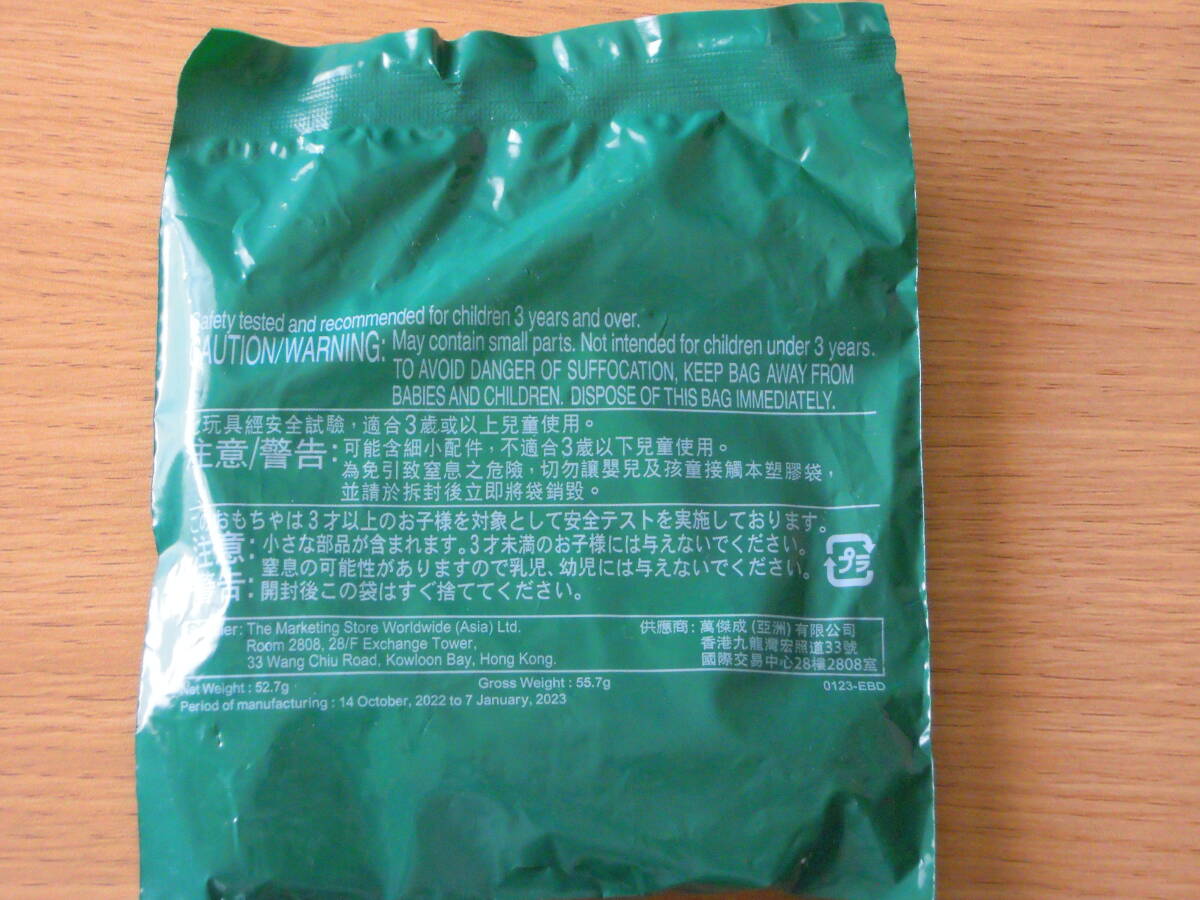 Safety tested and recommended for children 3 years and over.
CAUTION/WARNING: May contain small parts. Not intended for children under 3 years.
TO AVOID DANGER OF SUFFOCATION, KEEP BAG AWAY FROM
BABIES AND CHILDREN. DISPOSE OF THIS BAG IMMEDIATELY.
玩具經安全試驗，適合3歲或以上兒童使用。
注意/警告：可能含細小配件，不適合3歲以下兒童使用。
為免引致窒息之危險，切勿讓嬰兒及孩童接觸本塑膠袋，
並請於拆封後立即將袋銷毀。
このおもちゃは3才以上のお子様を対象として安全テストを実施しております。
注意：小さな部品が含まれます。3才未満のお子様には与えないでください。
窒息の可能性がありますので乳児、幼児には与えないでください。
警告：開封後この袋はすぐ捨ててください。
プラ
The Marketing Store Worldwide (Asia) Ltd.
Room 2808, 28/F Exchange Tower,
33 Wang Chiu Road, Kowloon Bay, Hong Kong.
供應商：萬傑成（亞洲）有限公司
香港九龍灣宏照道33號
國際交易中心28樓2808室
Net Weight : 52.7g Gross Weight : 55.7g 0123-EBD
Period of manufacturing : 14 October, 2022 to 7 January, 2023